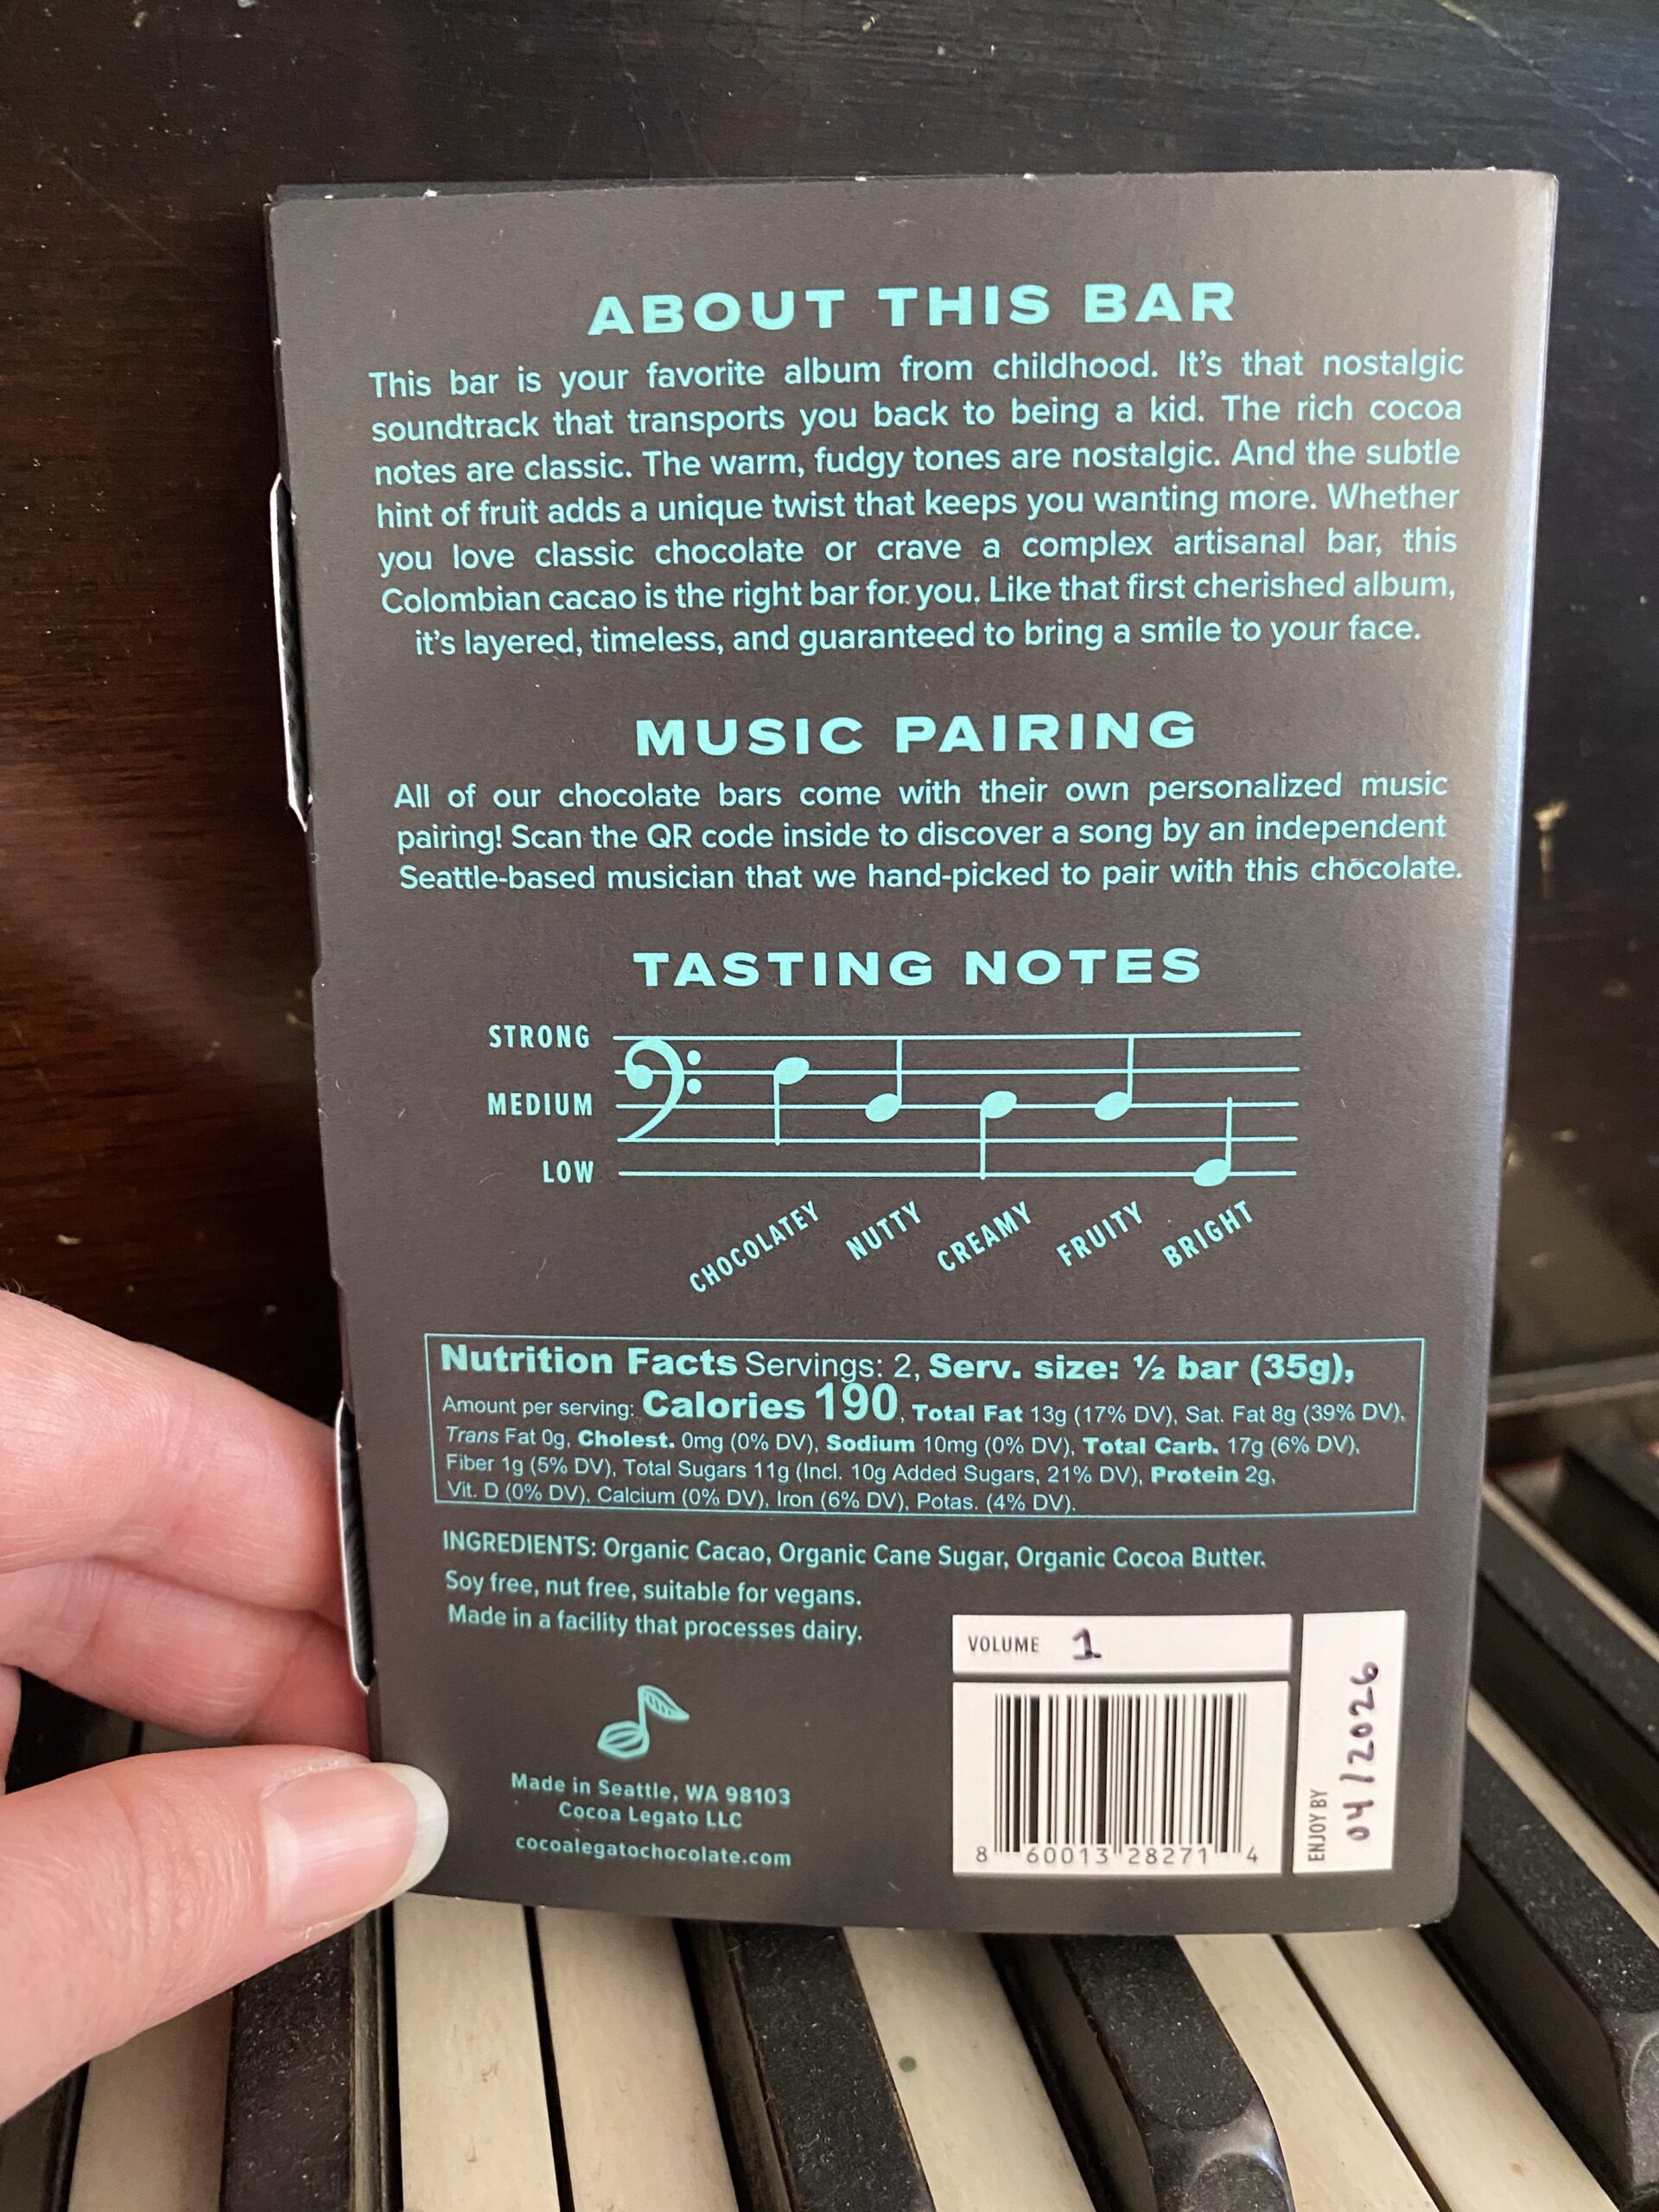 ABOUT THIS BAR
This bar is your favorite album from childhood. It's that nostalgic
soundtrack that transports you back to being a kid. The rich cocoa
notes are classic. The warm, fudgy tones are nostalgic. And the subtle
hint of fruit adds a unique twist that keeps you wanting more. Whether
you love classic chocolate or crave a complex artisanal bar, this
Colombian cacao is the right bar for you. Like that first cherished album,
it's layered, timeless, and guaranteed to bring a smile to your face.
MUSIC PAIRING
All of our chocolate bars come with their own personalized music
pairing! Scan the QR code inside to discover a song by an independent
Seattle-based musician that we hand-picked to pair with this chocolate.
TASTING NOTES
STRONG
MEDIUM
LOW
CHOCOLATEY NUTTY CREAMY FRUITY BRIGHT
Nutrition Facts Servings: 2, Serv. size: ½ bar (35g),
Amount per serving: Calories 190, Total Fat 13g (17% DV), Sat. Fat 8g (39% DV),
Trans Fat 0g, Cholest. 0mg (0% DV), Sodium 10mg (0% DV), Total Carb. 17g (6% DV),
Fiber 1g (5% DV), Total Sugars 11g (Incl. 10g Added Sugars, 21% DV), Protein 2g,
Vit. D (0% DV), Calcium (0% DV), Iron (6% DV), Potas. (4% DV).
INGREDIENTS: Organic Cacao, Organic Cane Sugar, Organic Cocoa Butter.
Soy free, nut free, suitable for vegans.
Made in a facility that processes dairy.
Made in Seattle, WA 98103
Cocoa Legato LLC
cocoalegatochocolate.com
VOLUME 1
8 60013 28271 4
ENJOY BY 04/2026